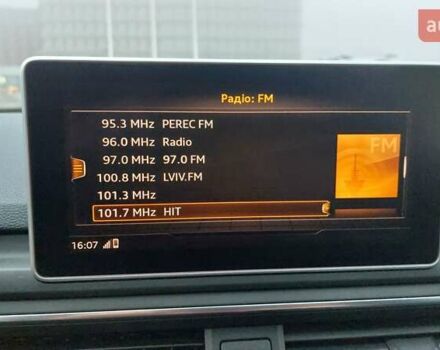 au
Радіо: FM
95.3 MHz PEREC FM
96.0 MHz Radio
97.0 MHz 97.0 FM
100.8 MHz LVIV.FM
101.3 MHz
101.7 MHz HIT
FM
16:07